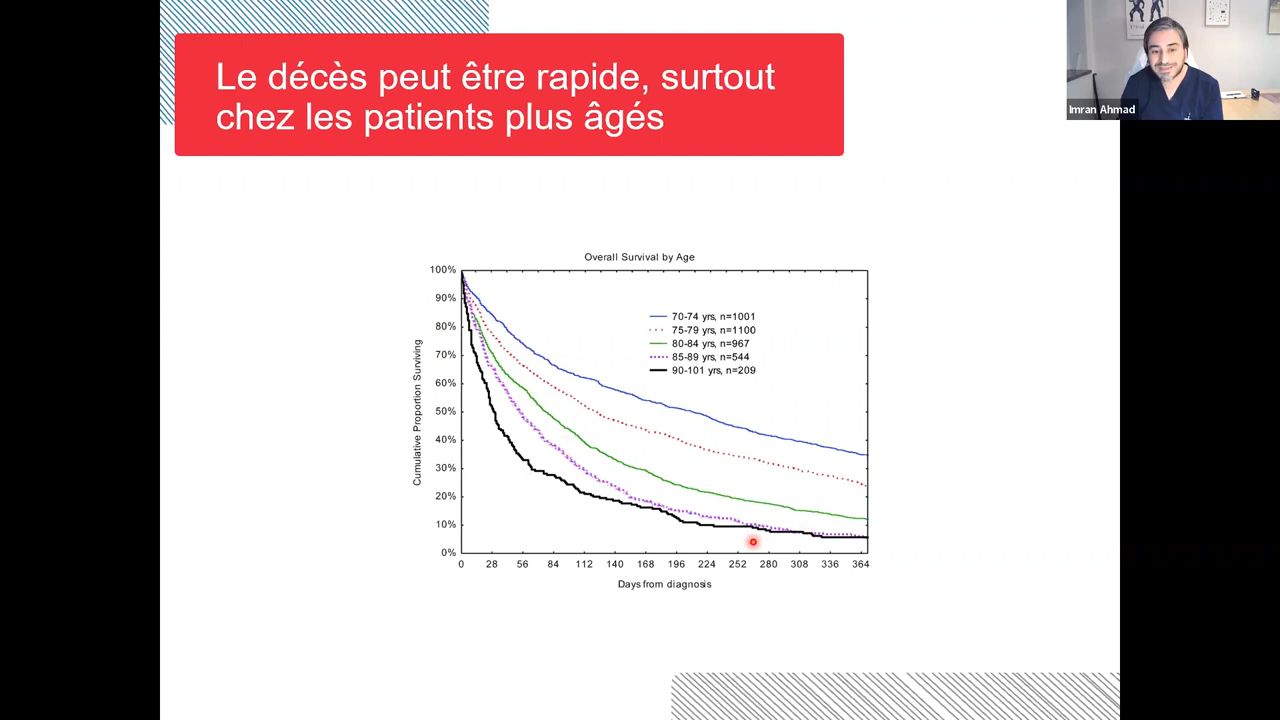 Le décès peut être rapide, surtout
chez les patients plus âgés
Imran Ahmad
Overall Survival by Age
100%
90%
80%
70%
60%
50%
40%
30%
20%
10%
0%
Cumulative Proportion Surviving
70-74 yrs, n=1001
75-79 yrs, n=1100
80-84 yrs, n=967
85-89 yrs, n=544
90-101 yrs, n=209
0 28 56 84 112 140 168 196 224 252 280 308 336 364
Days from diagnosis